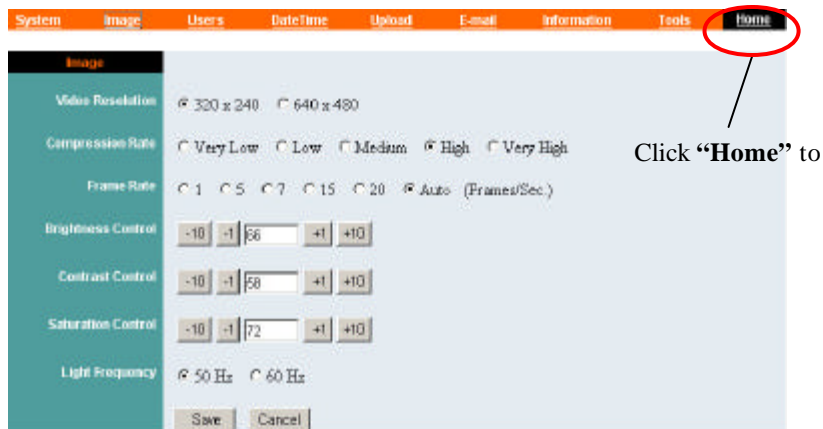 System Image Users DateTime Upload E-mail Information Tools Home
Image
Video Resolution 320 x 240 640 x 480
Compression Rate Very Low Low Medium High Very High
Click “Home” to
Frame Rate 1 5 7 15 20 Auto (Frames/Sec.)
Brightness Control -10 -1 66 +1 +10
Contrast Control -10 -1 58 +1 +10
Saturation Control -10 -1 72 +1 +10
Light Frequency 50 Hz 60 Hz
Save Cancel